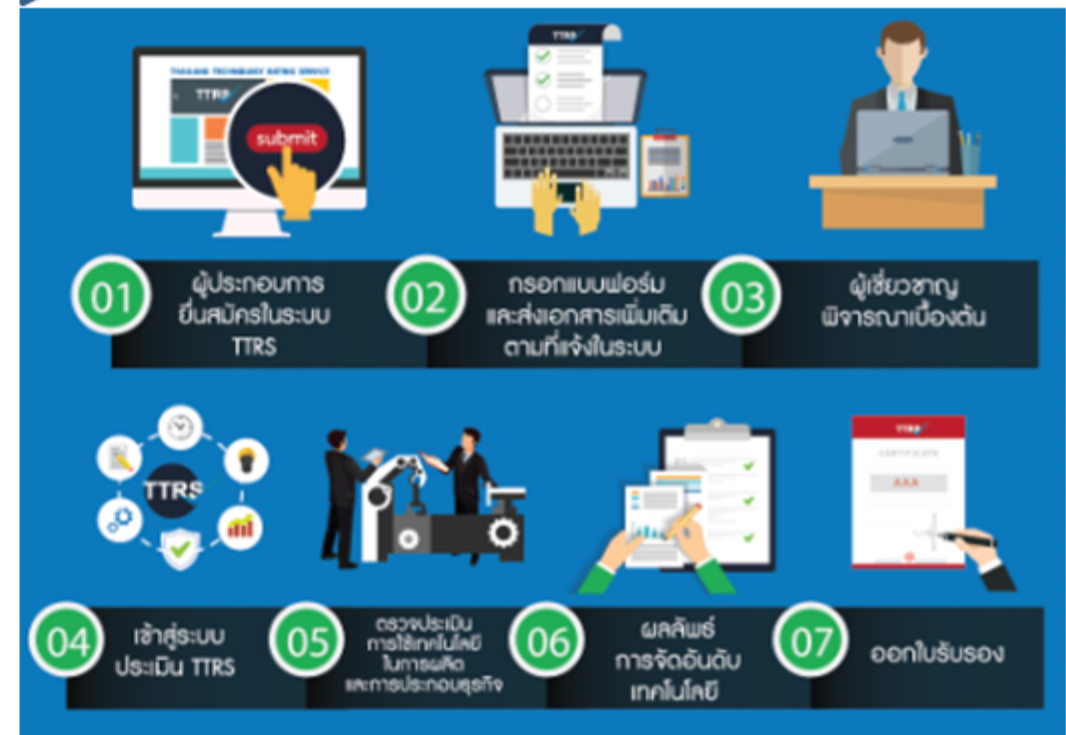 THAILAND TECHNOLOGY RATING SERVICE
TTRS
submit
TTRS
01
ผู้ประกอบการ
ยื่นสมัครในระบบ
TTRS
02
กรอกแบบฟอร์ม
และส่งเอกสารเพิ่มเติม
ตามที่แจ้งในระบบ
03
ผู้เชี่ยวชาญ
พิจารณาเบื้องต้น
TTRS
04
เข้าสู่ระบบ
ประเมิน TTRS
05
ตรวจประเมิน
การใช้เทคโนโลยี
ในการผลิต
และการประกอบธุรกิจ
06
ผลลัพธ์
การจัดอันดับ
เทคโนโลยี
TTRS
CERTIFICATE
AAA
07
ออกใบรับรอง